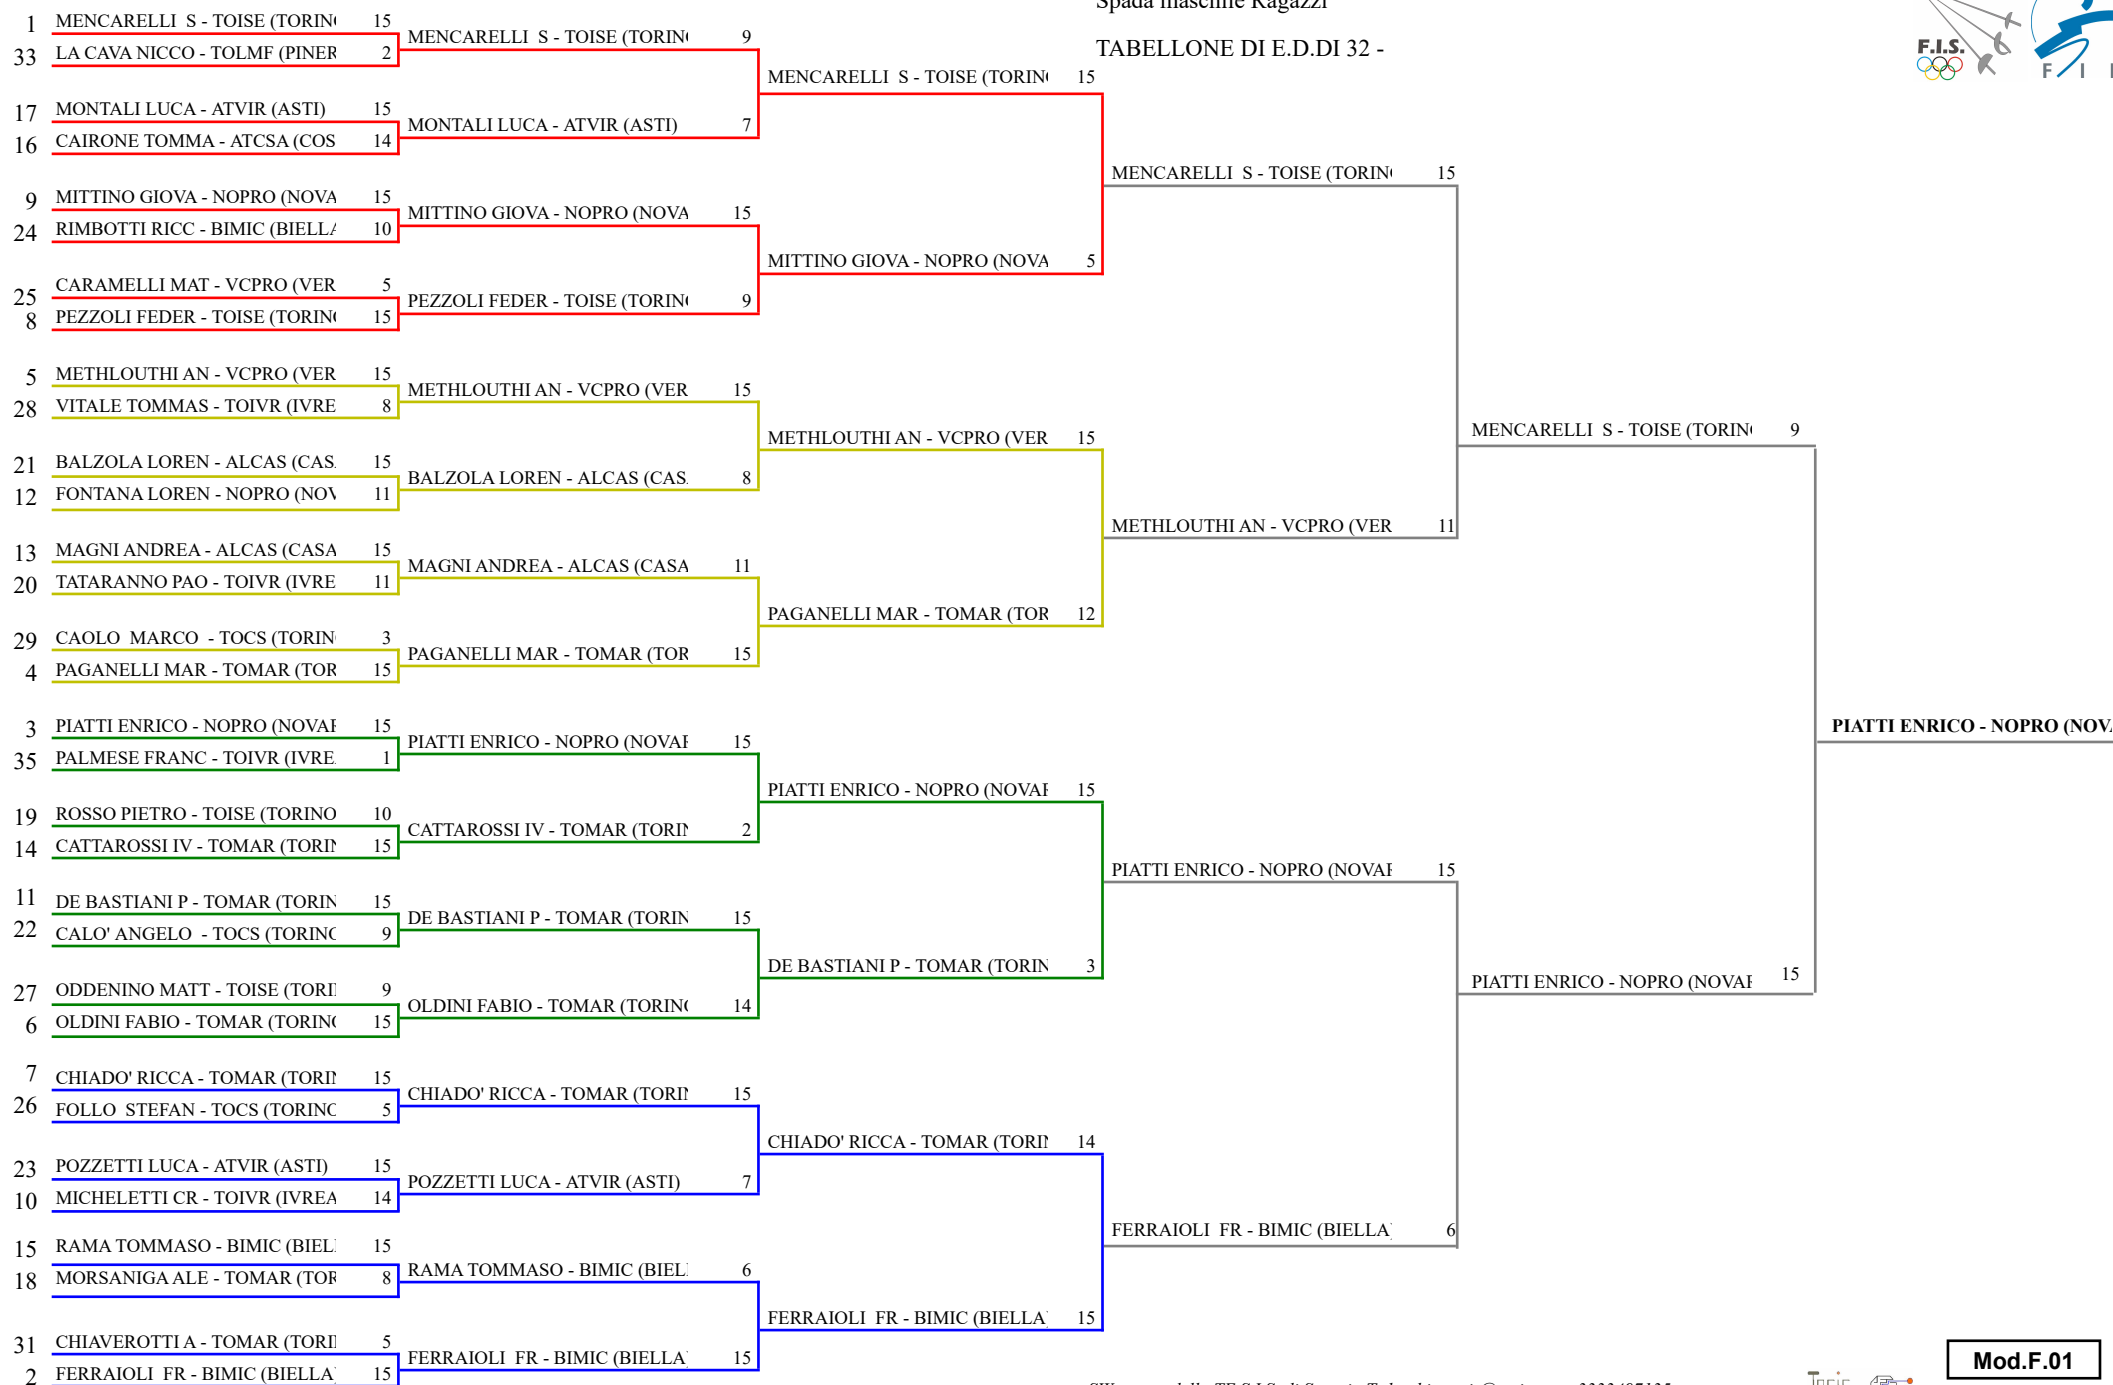 Spada maschile Ragazzi
TABELLONE DI E.D.DI 32 -
F.I.S.
F I
1 MENCARELLI S - TOISE (TORIN 15
33 LA CAVA NICCO - TOLMF (PINER 2
17 MONTALI LUCA - ATVIR (ASTI) 15
16 CAIRONE TOMMA - ATCSA (COS 14
9 MITTINO GIOVA - NOPRO (NOVA 15
24 RIMBOTTI RICC - BIMIC (BIELLA 10
25 CARAMELLI MAT - VCPRO (VER 5
8 PEZZOLI FEDER - TOISE (TORINO 15
5 METHLOUTHI AN - VCPRO (VER 15
28 VITALE TOMMAS - TOIVR (IVRE 8
21 BALZOLA LOREN - ALCAS (CAS 15
12 FONTANA LOREN - NOPRO (NOV 11
13 MAGNI ANDREA - ALCAS (CASA 15
20 TATARANNO PAO - TOIVR (IVRE 11
29 CAOLO MARCO - TOCS (TORIN 3
4 PAGANELLI MAR - TOMAR (TOR 15
3 PIATTI ENRICO - NOPRO (NOVAR 15
35 PALMESE FRANC - TOIVR (IVRE 1
19 ROSSO PIETRO - TOISE (TORINO 10
14 CATTAROSSI IV - TOMAR (TORIN 15
11 DE BASTIANI P - TOMAR (TORIN 15
22 CALO' ANGELO - TOCS (TORINO 9
27 ODDENINO MATT - TOISE (TORI 9
6 OLDINI FABIO - TOMAR (TORINO 15
7 CHIADO' RICCA - TOMAR (TORIN 15
26 FOLLO STEFAN - TOCS (TORINO 5
23 POZZETTI LUCA - ATVIR (ASTI) 15
10 MICHELETTI CR - TOIVR (IVREA 14
15 RAMA TOMMASO - BIMIC (BIEL 15
18 MORSANIGA ALE - TOMAR (TOR 8
31 CHIAVEROTTI A - TOMAR (TORI 5
2 FERRAIOLI FR - BIMIC (BIELLA) 15
MENCARELLI S - TOISE (TORINO 9
MONTALI LUCA - ATVIR (ASTI) 7
MITTINO GIOVA - NOPRO (NOVA 15
PEZZOLI FEDER - TOISE (TORINO 9
METHLOUTHI AN - VCPRO (VER 15
BALZOLA LOREN - ALCAS (CAS 8
MAGNI ANDREA - ALCAS (CASA 11
PAGANELLI MAR - TOMAR (TOR 15
PIATTI ENRICO - NOPRO (NOVAR 15
CATTAROSSI IV - TOMAR (TORIN 2
DE BASTIANI P - TOMAR (TORIN 15
OLDINI FABIO - TOMAR (TORINO 14
CHIADO' RICCA - TOMAR (TORIN 15
POZZETTI LUCA - ATVIR (ASTI) 7
RAMA TOMMASO - BIMIC (BIEL 6
FERRAIOLI FR - BIMIC (BIELLA) 15
MENCARELLI S - TOISE (TORINO 15
MITTINO GIOVA - NOPRO (NOVA 5
METHLOUTHI AN - VCPRO (VER 15
PAGANELLI MAR - TOMAR (TOR 12
PIATTI ENRICO - NOPRO (NOVAR 15
DE BASTIANI P - TOMAR (TORIN 3
CHIADO' RICCA - TOMAR (TORIN 14
FERRAIOLI FR - BIMIC (BIELLA) 15
MENCARELLI S - TOISE (TORINO 15
METHLOUTHI AN - VCPRO (VER 11
PIATTI ENRICO - NOPRO (NOVAR 15
FERRAIOLI FR - BIMIC (BIELLA) 6
MENCARELLI S - TOISE (TORINO 9
PIATTI ENRICO - NOPRO (NOVAR 15
PIATTI ENRICO - NOPRO (NOVA
Mod.F.01